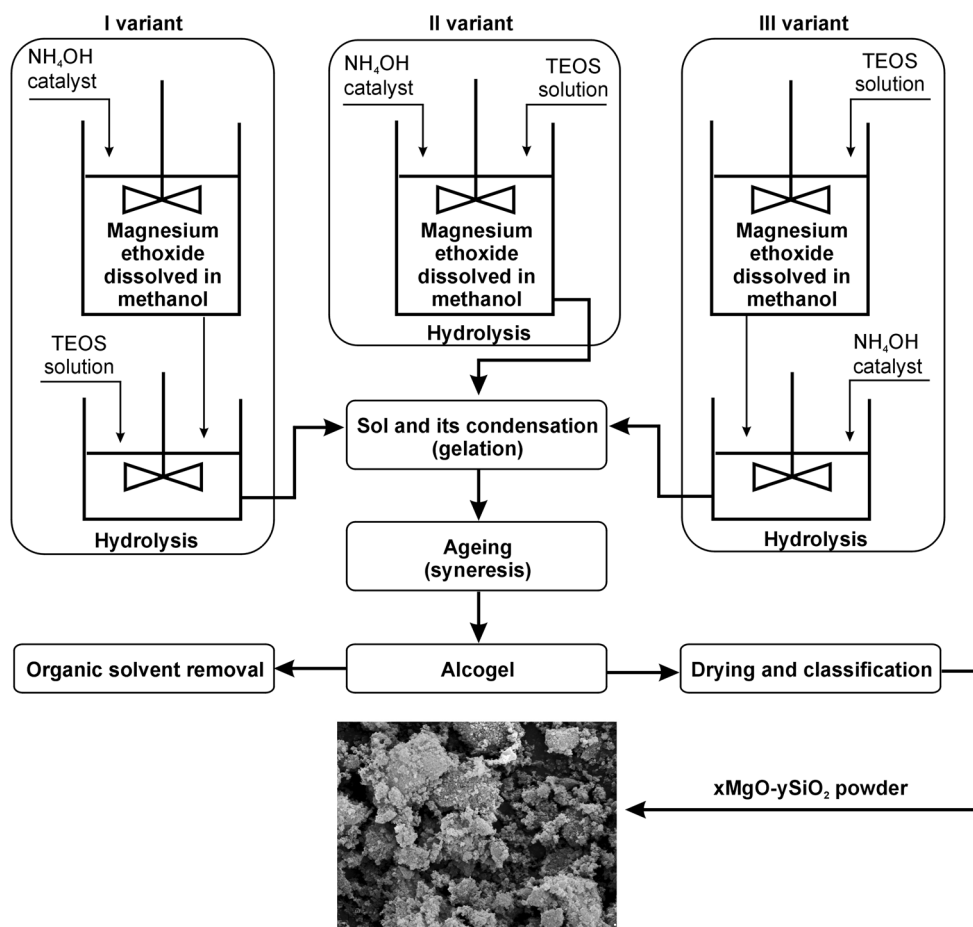 I variant
NH₄OH
catalyst
Magnesium
ethoxide
dissolved in
methanol
TEOS
solution
Hydrolysis
II variant
NH₄OH
catalyst
TEOS
solution
Magnesium
ethoxide
dissolved in
methanol
Hydrolysis
III variant
TEOS
solution
Magnesium
ethoxide
dissolved in
methanol
NH₄OH
catalyst
Hydrolysis
Sol and its condensation
(gelation)
Ageing
(syneresis)
Organic solvent removal
Alcogel
Drying and classification
xMgO-ySiO₂ powder